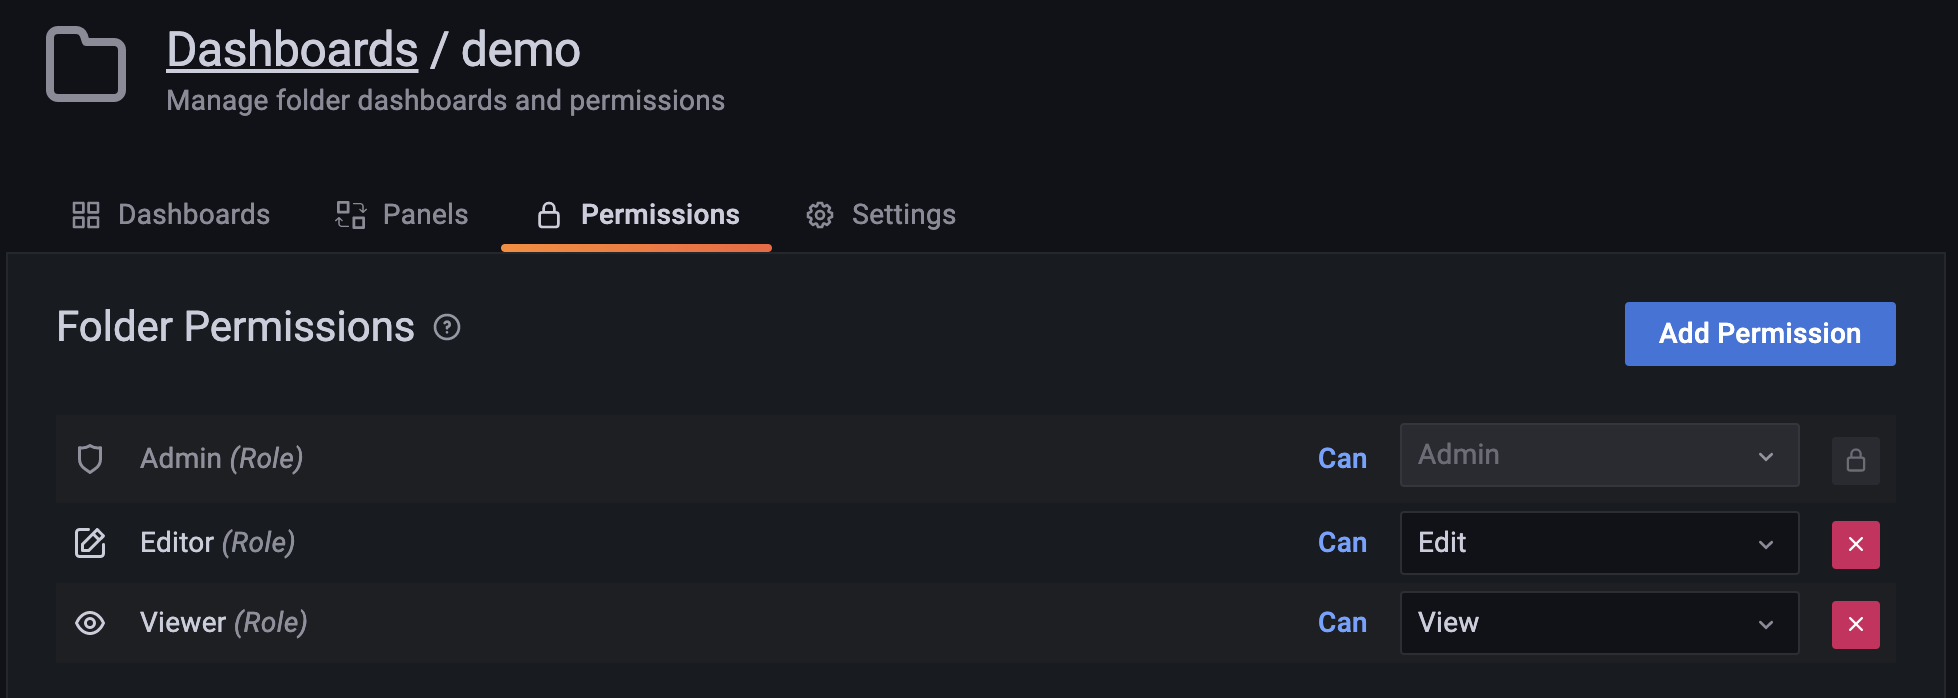 Dashboards / demo
Manage folder dashboards and permissions
Dashboards Panels Permissions Settings
Folder Permissions
Add Permission
Admin (Role) Can Admin
Editor (Role) Can Edit
Viewer (Role) Can View